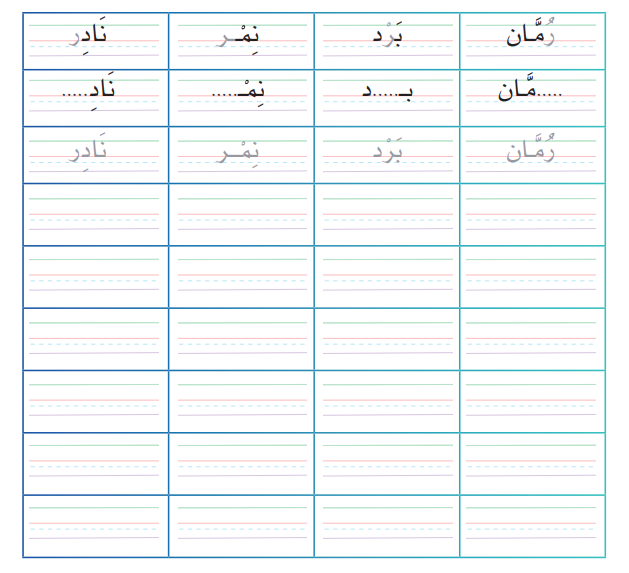 رُمَّان بَرْد نِمْـر نَادِر
.....مَّان بـ.....د نِمْـ..... نَادِ.....
رُمَّان بَرْد نِمْـر نَادِر